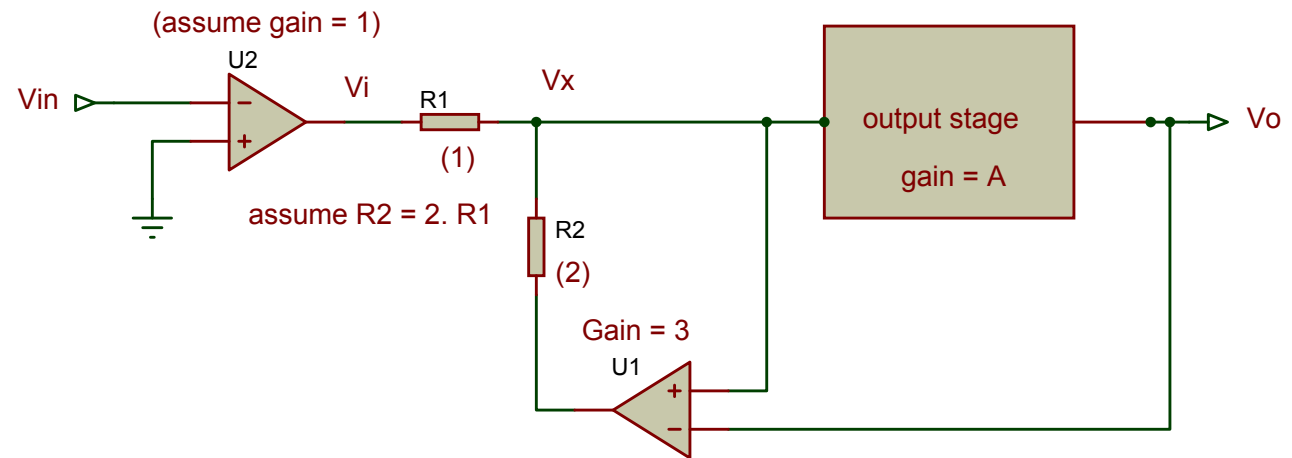 (assume gain = 1)
U2
Vin
Vi
R1
(1)
Vx
output stage
gain = A
Vo
assume R2 = 2. R1
R2
(2)
Gain = 3
U1